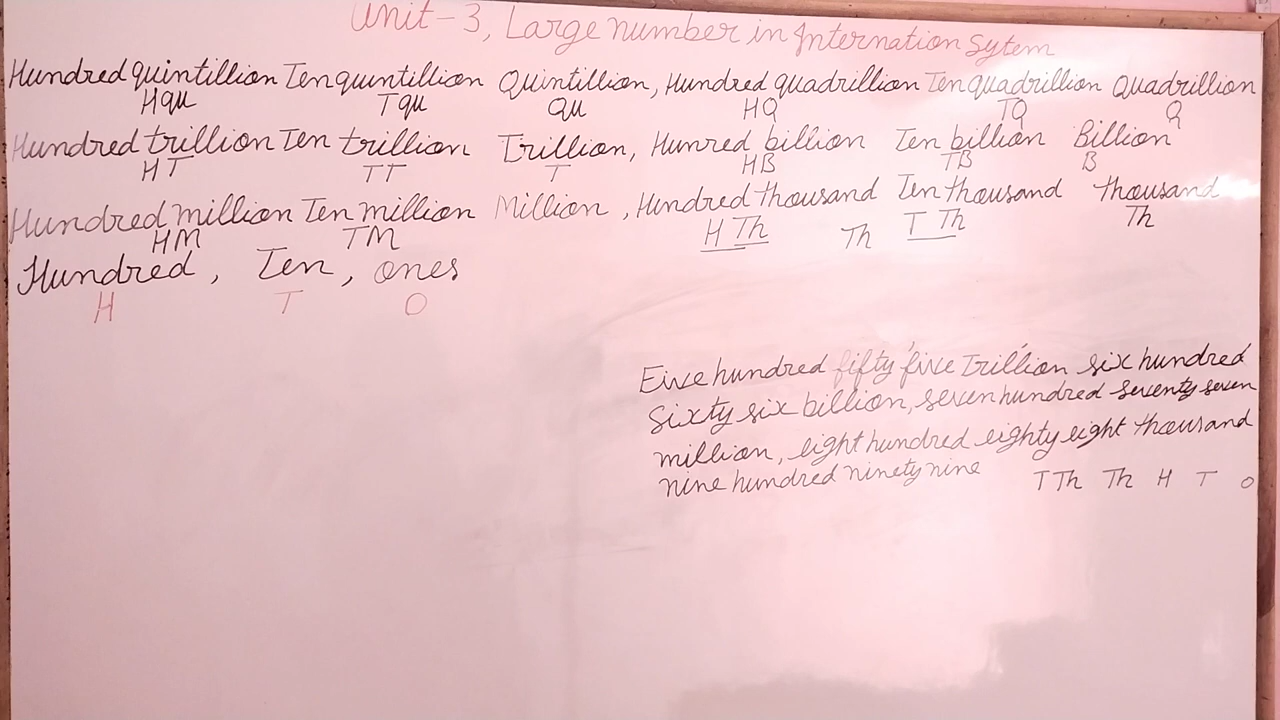 Unit-3, Large number in Internation Sytem
Hundred quintillion Ten quintillion Quintillion, Hundred quadrillion Ten quadrillion Quadrillion
Hqu Tqu Qu HQ TQ Q
Hundred trillion Ten trillion Trillion, Hunred billion Ten billion Billion
HT TT T HB TB B
Hundred million Ten million Million, Hundred thousand Ten thousand thousand
HM TM H Th Th T Th Th
Hundred, Ten, ones
H T O
Five hundred fifty five Trillion six hundred
Sixty six billion, seven hundred seventy seven
million, eight hundred eighty eight thousand
nine hundred ninety nine T Th Th H T O